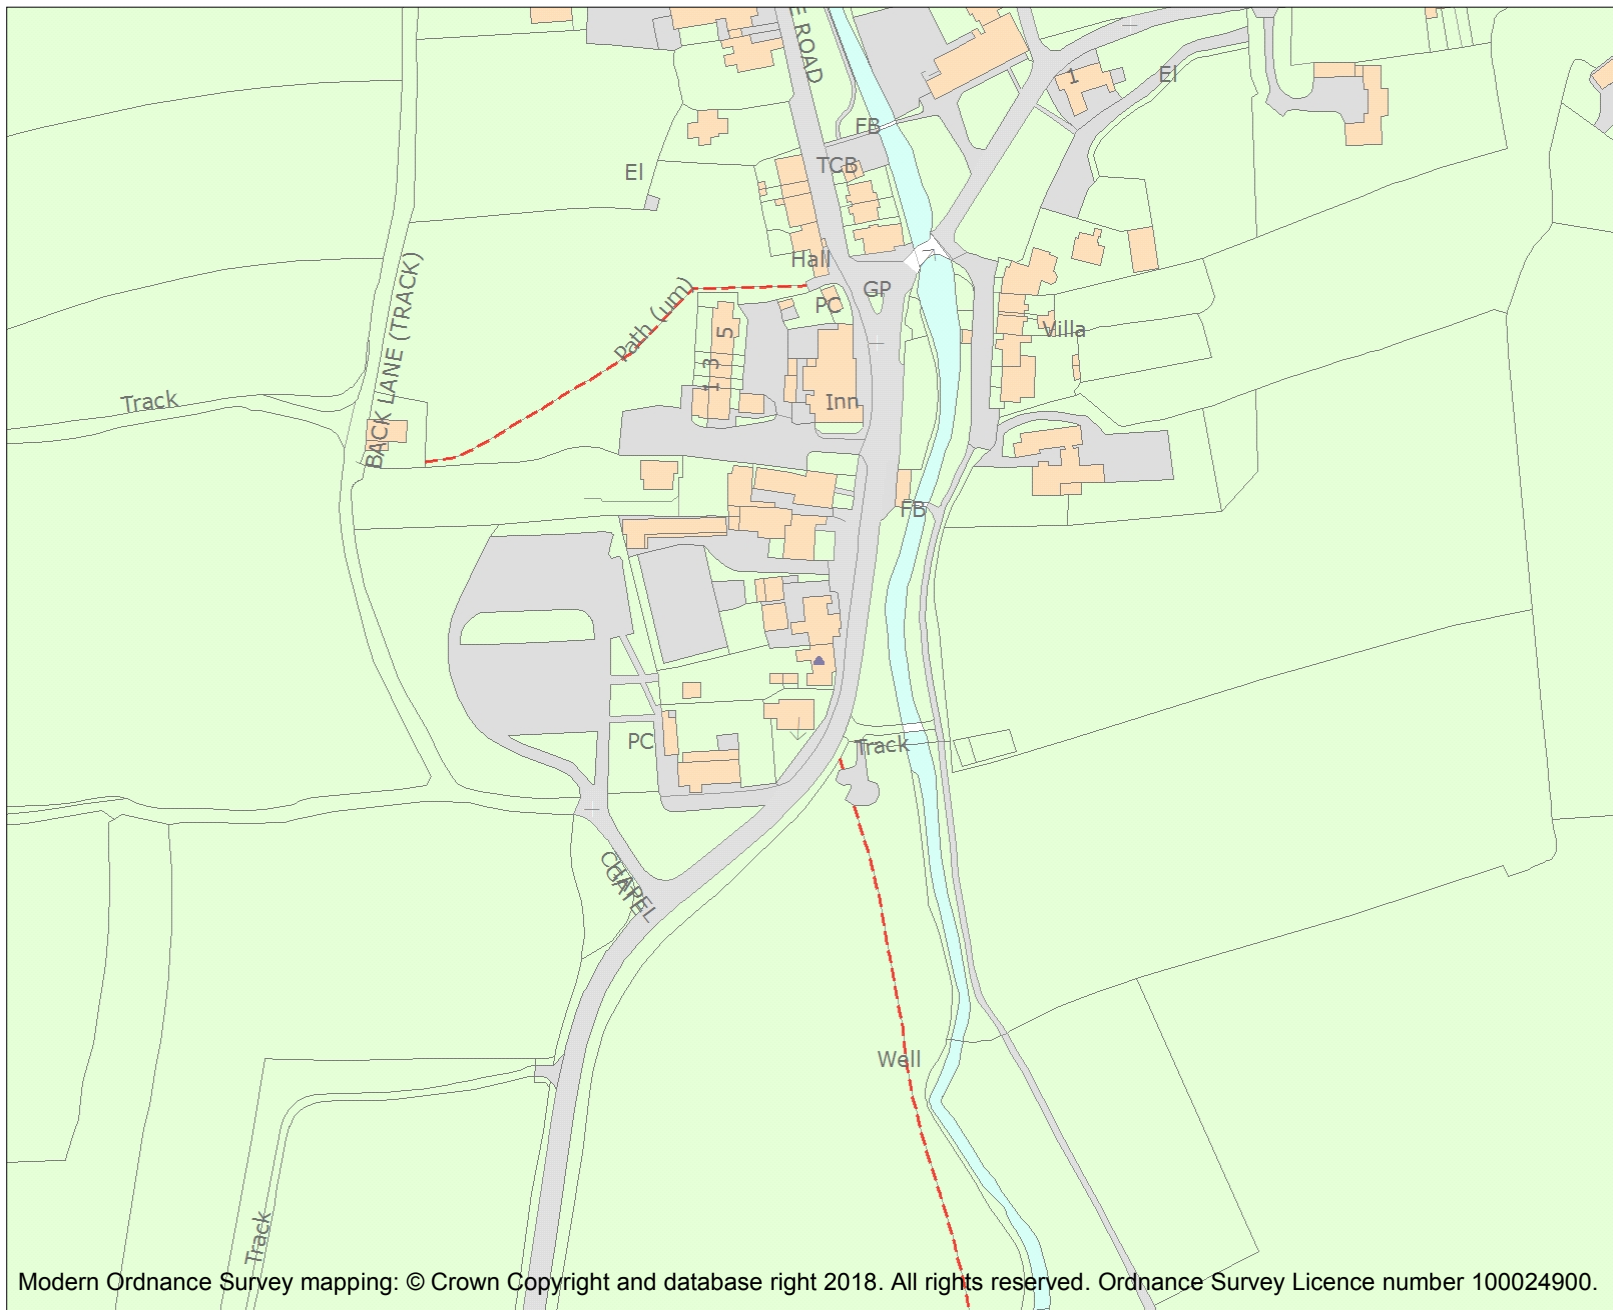 E ROAD
1
El
FB
TCB
El
Hall
GP
PC
Path (um)
5
3
1
Villa
BACK LANE (TRACK)
Track
Inn
FB
PC
Track
CHAPEL
GATE
Well
Track
Modern Ordnance Survey mapping: © Crown Copyright and database right 2018. All rights reserved. Ordnance Survey Licence number 100024900.